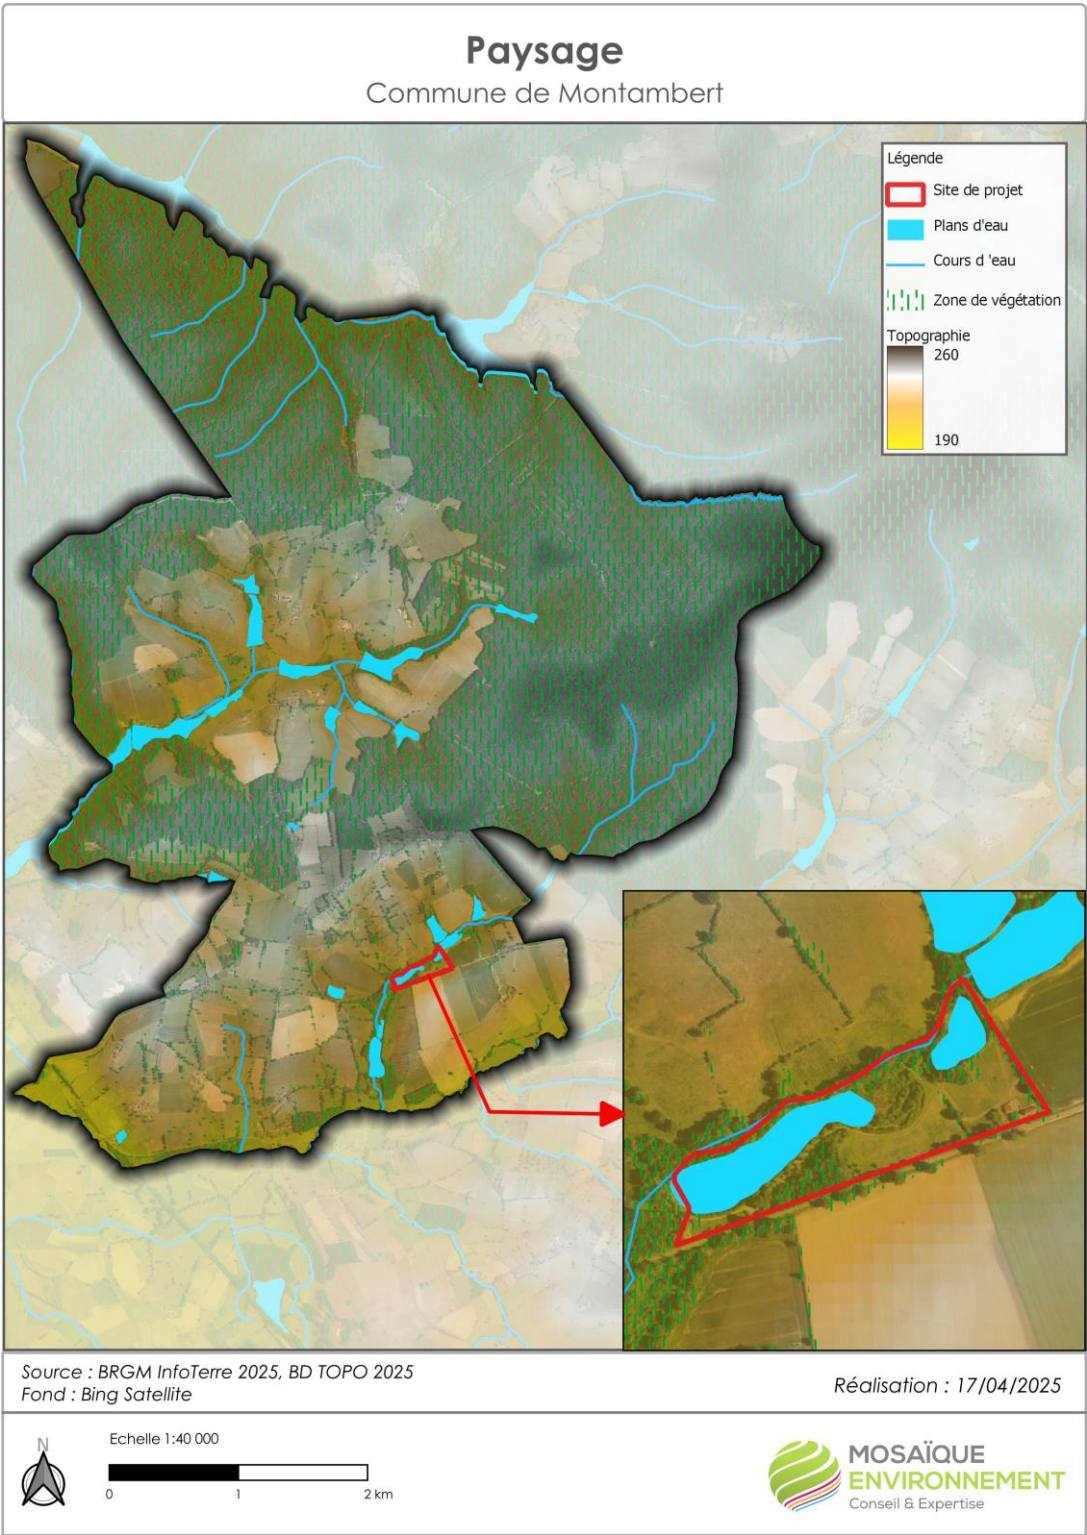 Paysage
Commune de Montambert
Légende
Site de projet
Plans d'eau
Cours d 'eau
Zone de végétation
Topographie
260
190
Source : BRGM InfoTerre 2025, BD TOPO 2025
Fond : Bing Satellite
Réalisation : 17/04/2025
N
Echelle 1:40 000
0 1 2 km
MOSAÏQUE
ENVIRONNEMENT
Conseil & Expertise